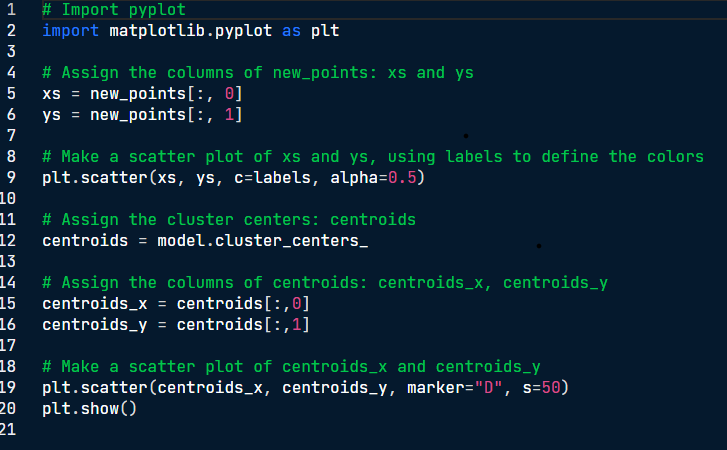 1 # Import pyplot
2 import matplotlib.pyplot as plt
3
4 # Assign the columns of new_points: xs and ys
5 xs = new_points[:, 0]
6 ys = new_points[:, 1]
7
8 # Make a scatter plot of xs and ys, using labels to define the colors
9 plt.scatter(xs, ys, c=labels, alpha=0.5)
10
11 # Assign the cluster centers: centroids
12 centroids = model.cluster_centers_
13
14 # Assign the columns of centroids: centroids_x, centroids_y
15 centroids_x = centroids[:,0]
16 centroids_y = centroids[:,1]
17
18 # Make a scatter plot of centroids_x and centroids_y
19 plt.scatter(centroids_x, centroids_y, marker="D", s=50)
20 plt.show()
21